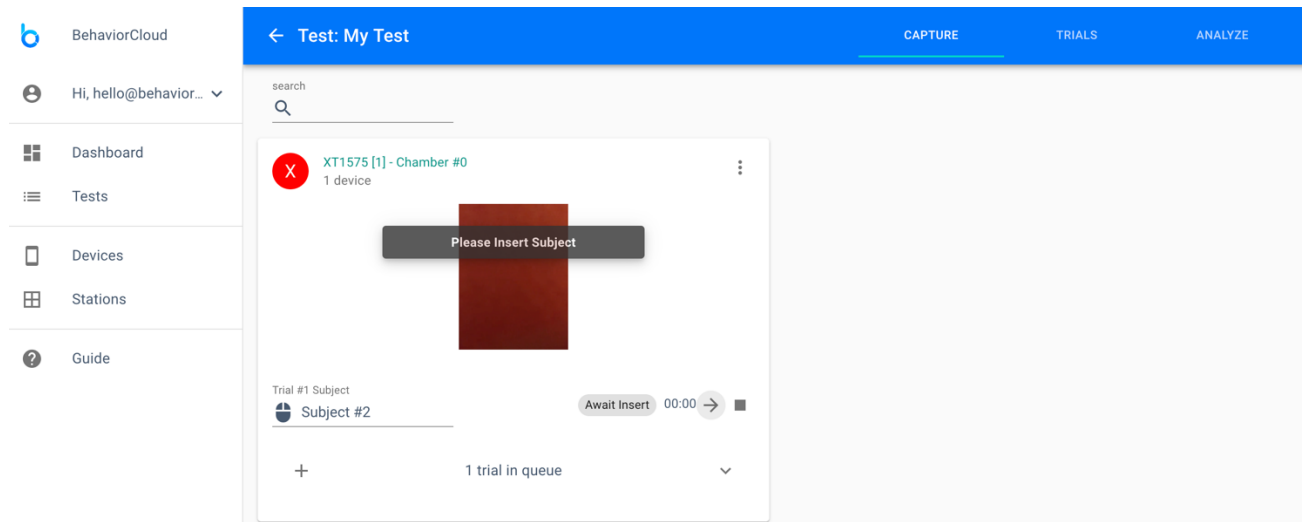 BehaviorCloud
Hi, hello@behavior...
Dashboard
Tests
Devices
Stations
Guide
Test: My Test
CAPTURE
TRIALS
ANALYZE
search
X
XT1575 [1] - Chamber #0
1 device
Please Insert Subject
Trial #1 Subject
Subject #2
Await Insert
00:00
1 trial in queue